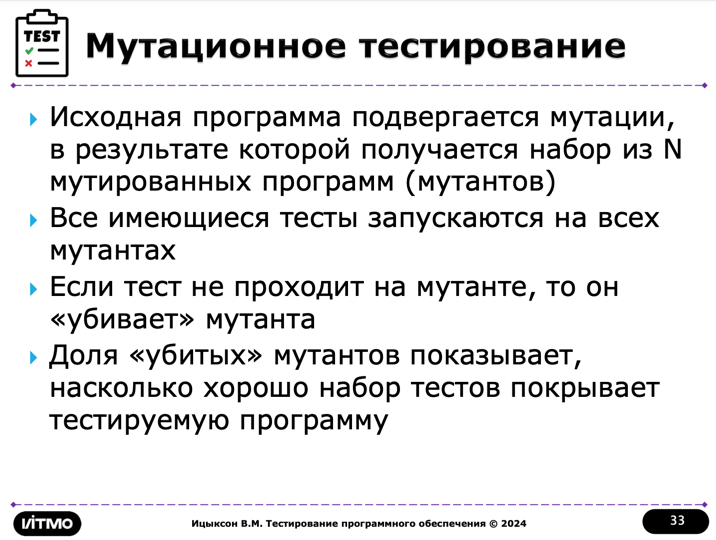 TEST
Мутационное тестирование
Исходная программа подвергается мутации,
в результате которой получается набор из N
мутированных программ (мутантов)
Все имеющиеся тесты запускаются на всех
мутантах
Если тест не проходит на мутанте, то он
«убивает» мутанта
Доля «убитых» мутантов показывает,
насколько хорошо набор тестов покрывает
тестируемую программу
ИТМО
Ицыксон В.М. Тестирование программного обеспечения © 2024
33